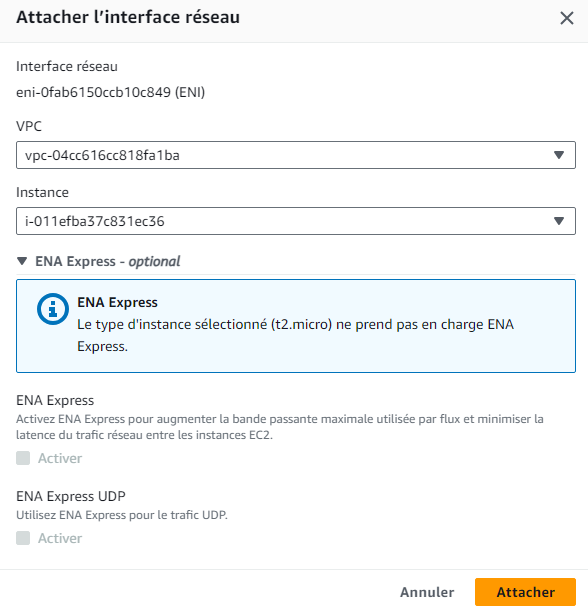 Attacher l'interface réseau
Interface réseau
eni-0fab6150ccb10c849 (ENI)
VPC
vpc-04cc616cc818fa1ba
Instance
i-011efba37c831ec36
ENA Express - optional
ENA Express
Le type d'instance sélectionné (t2.micro) ne prend pas en charge ENA
Express.
ENA Express
Activez ENA Express pour augmenter la bande passante maximale utilisée par flux et minimiser la
latence du trafic réseau entre les instances EC2.
Activer
ENA Express UDP
Utilisez ENA Express pour le trafic UDP.
Activer
Annuler
Attacher